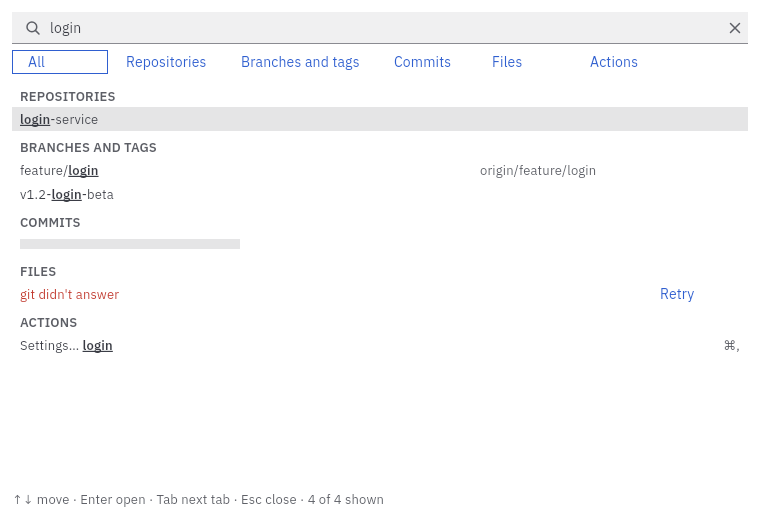 login
All Repositories Branches and tags Commits Files Actions
REPOSITORIES
login-service
BRANCHES AND TAGS
feature/login origin/feature/login
v1.2-login-beta
COMMITS
FILES
git didn't answer Retry
ACTIONS
Settings... login ⌘,
↑↓ move · Enter open · Tab next tab · Esc close · 4 of 4 shown